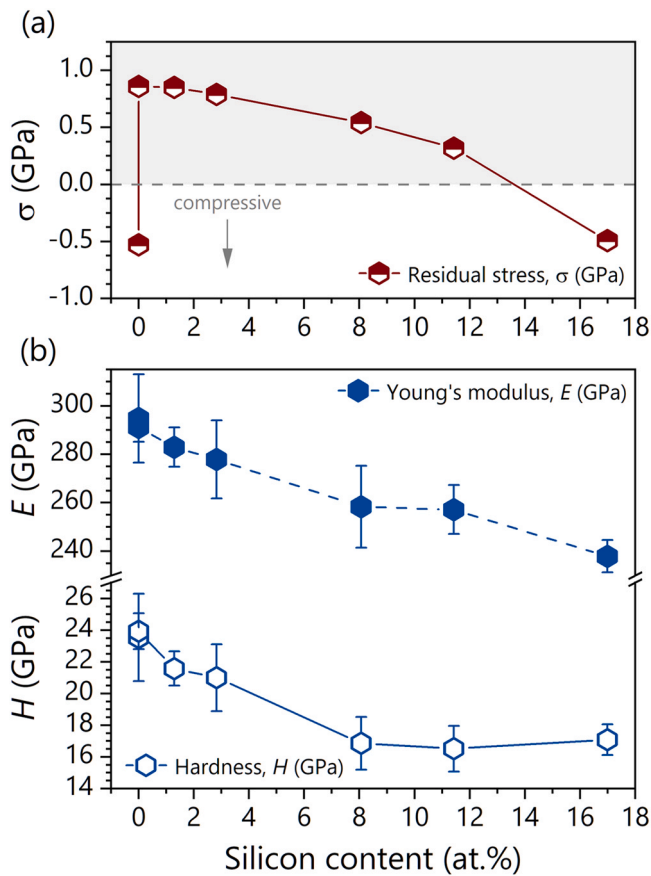 (a)
1.0
0.5
0.0
-0.5
-1.0
σ (GPa)
compressive
Residual stress, σ (GPa)
0 2 4 6 8 10 12 14 16 18
(b)
300
280
260
240
E (GPa)
Young's modulus, E (GPa)
26
24
22
20
18
16
14
H (GPa)
Hardness, H (GPa)
0 2 4 6 8 10 12 14 16 18
Silicon content (at.%)